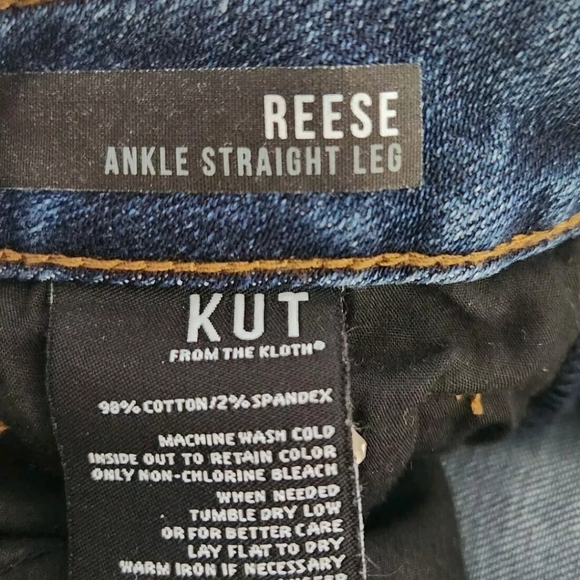 REESE
ANKLE STRAIGHT LEG
KUT
FROM THE KLOTH®
98% COTTON/2% SPANDEX
MACHINE WASH COLD
INSIDE OUT TO RETAIN COLOR
ONLY NON-CHLORINE BLEACH
WHEN NEEDED
TUMBLE DRY LOW
OR FOR BETTER CARE
LAY FLAT TO DRY
WARM IRON IF NECESSARY